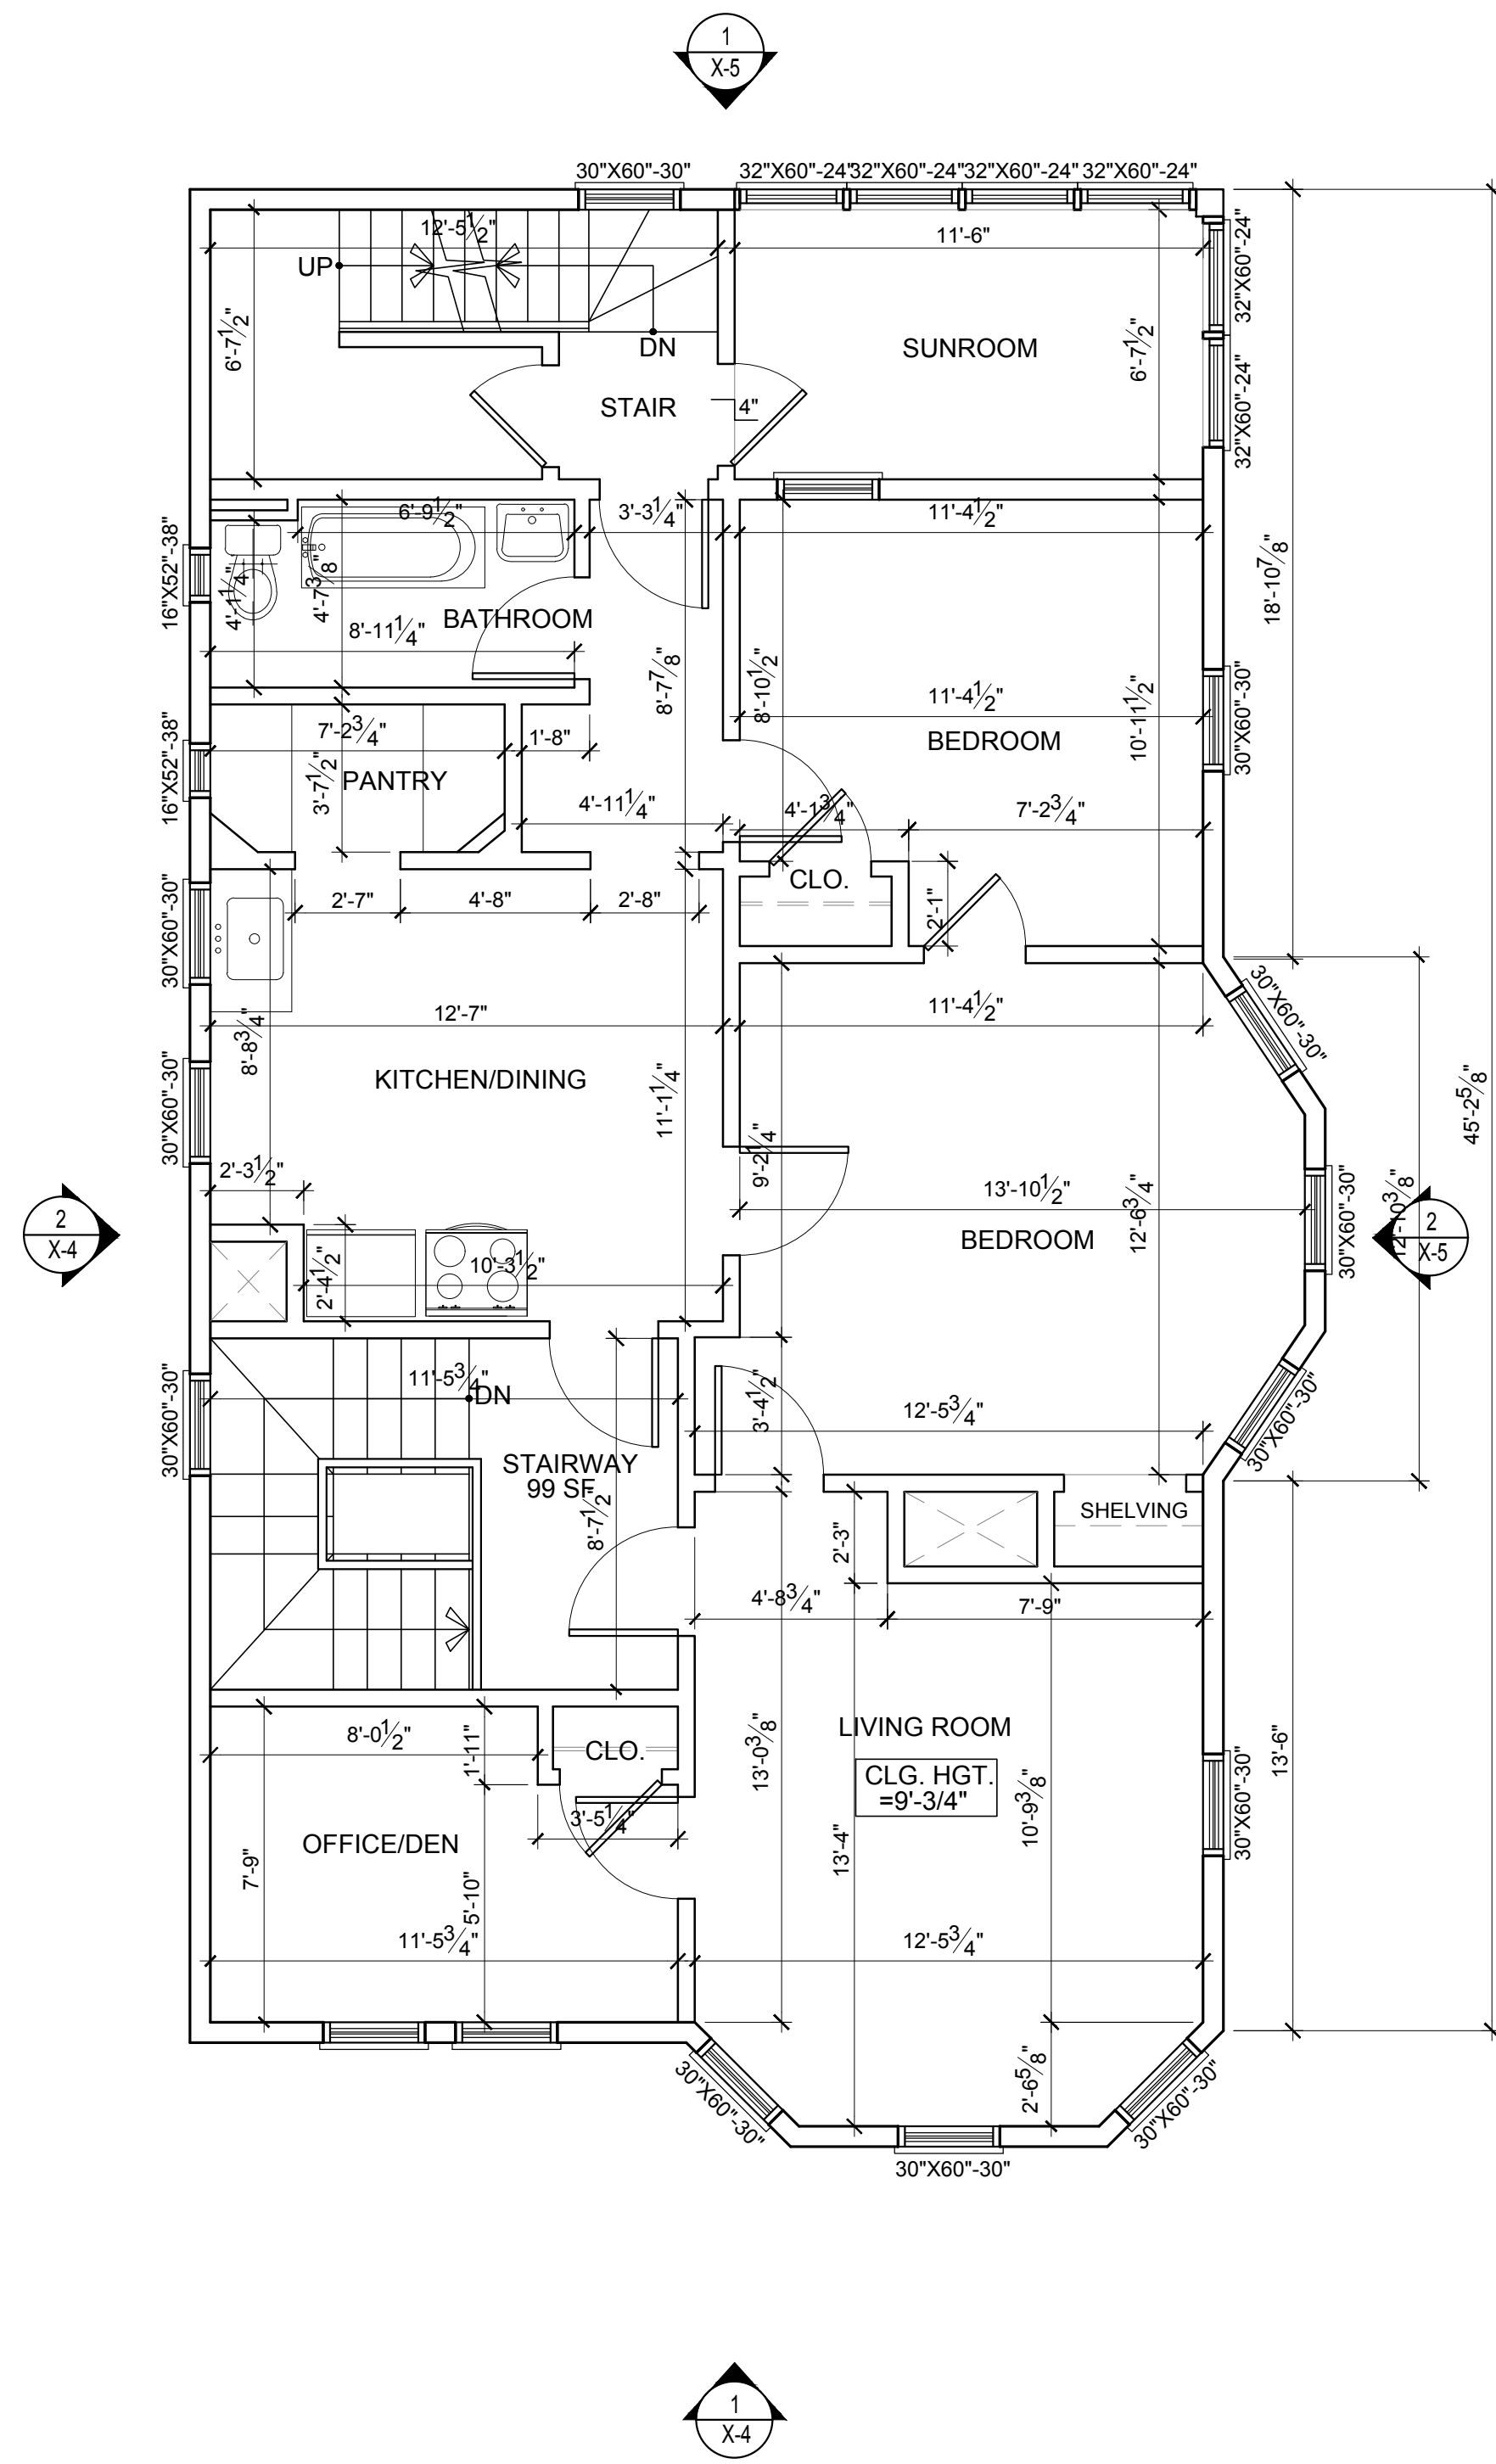 1
X-5
30"X60"-30"
32"X60"-24"
32"X60"-24"
32"X60"-24"
32"X60"-24"
12'-5 1/2"
11'-6"
32"X60"-24"
UP
6'-7 1/2"
DN
SUNROOM
6'-7 1/2"
STAIR
4"
32"X60"-24"
6'-9 1/2"
3'-3 1/4"
11'-4 1/2"
16"X52"-38"
4'-1 1/4"
4'-7 3/8"
18'-10 7/8"
BATHROOM
8'-11 1/4"
8'-7 7/8"
8'-10 1/2"
11'-4 1/2"
10'-11 1/2"
30"X60"-30"
7'-2 3/4"
1'-8"
BEDROOM
16"X52"-38"
3'-7 1/2"
PANTRY
4'-11 1/4"
4'-1 3/4"
7'-2 3/4"
CLO.
2'-7"
4'-8"
2'-8"
2'-1"
30"X60"-30"
12'-7"
11'-4 1/2"
30"X60"-30"
8'-8 3/4"
KITCHEN/DINING
30"X60"-30"
11'-1 1/4"
45'-2 5/8"
2'-3 1/2"
9'-2 1/4"
13'-10 1/2"
12'-6 3/4"
30"X60"-30"
12'-10 3/8"
2
X-4
BEDROOM
2
X-5
2'-4 1/2"
10'-3 1/2"
11'-5 3/4"
DN
30"X60"-30"
3'-4 1/2"
12'-5 3/4"
30"X60"-30"
STAIRWAY
99 SF
8'-7 1/2"
SHELVING
2'-3"
4'-8 3/4"
7'-9"
8'-0 1/2"
1'-11"
CLO.
13'-0 3/8"
LIVING ROOM
CLG. HGT.
=9'-3/4"
10'-9 3/8"
13'-6"
30"X60"-30"
3'-5 1/4"
OFFICE/DEN
7'-9"
5'-10"
13'-4"
11'-5 3/4"
12'-5 3/4"
30"X60"-30"
2'-6 5/8"
30"X60"-30"
30"X60"-30"
1
X-4